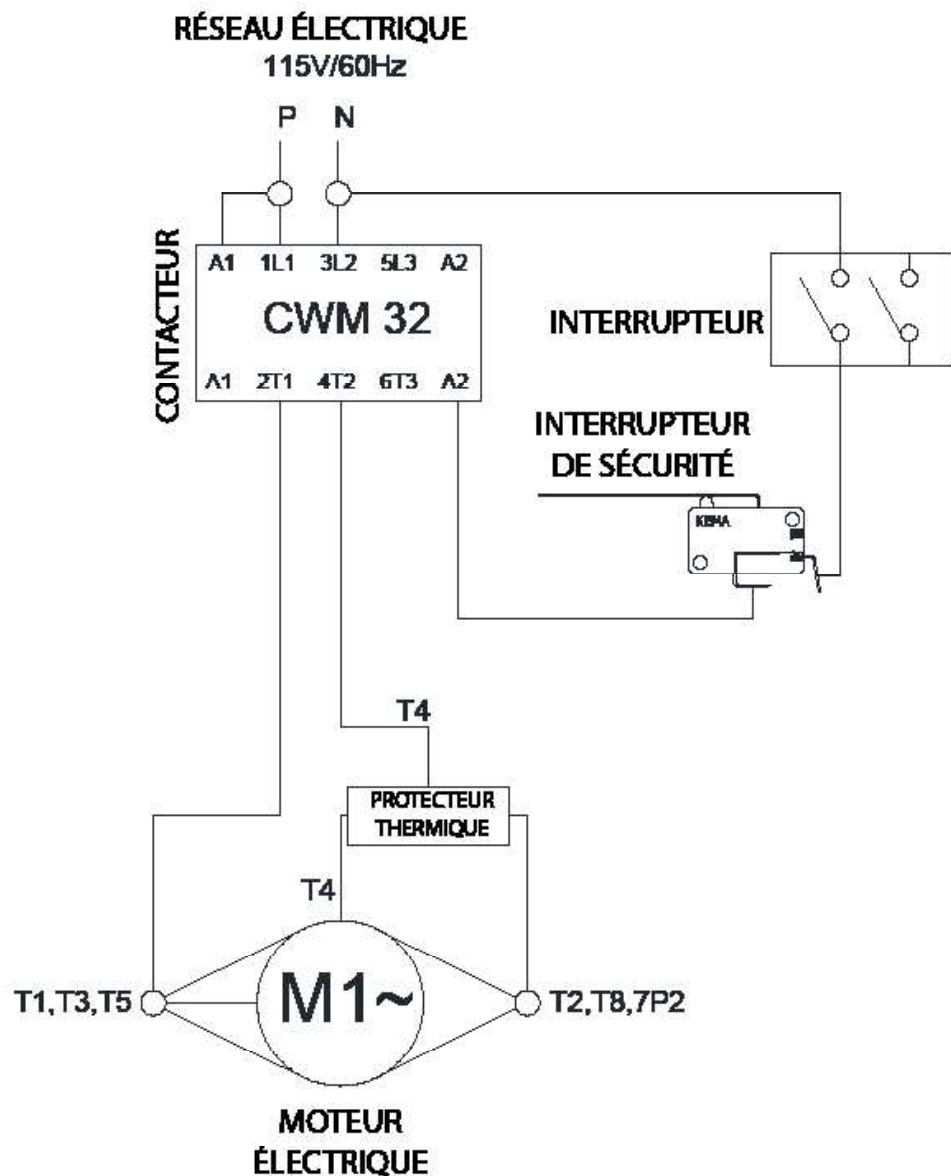 RÉSEAU ÉLECTRIQUE
115V/60Hz
P N
CONTACTEUR
A1 1L1 3L2 5L3 A2
CWM 32
A1 2T1 4T2 6T3 A2
INTERRUPTEUR
INTERRUPTEUR
DE SÉCURITÉ
KEMA
T4
PROTECTEUR
THERMIQUE
T4
T1,T3,T5
M1~
T2,T8,7P2
MOTEUR
ÉLECTRIQUE